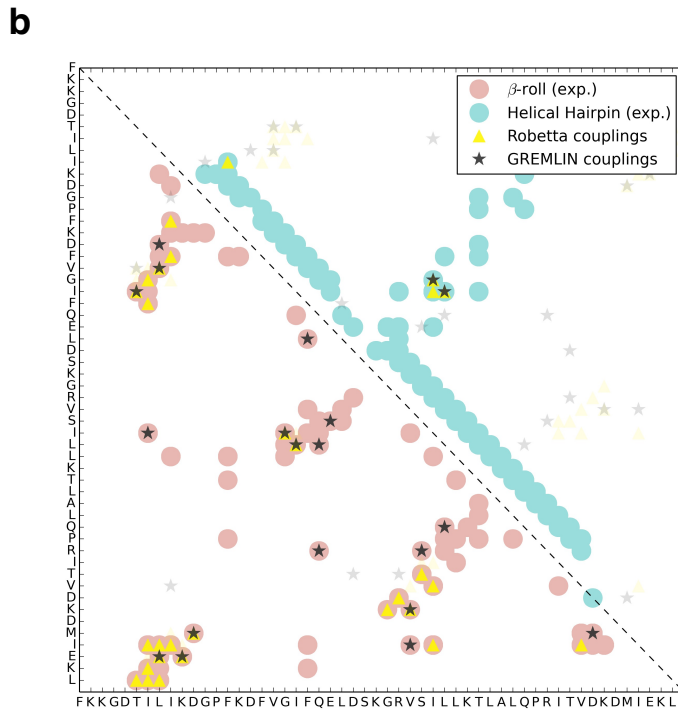 b
β-roll (exp.)
Helical Hairpin (exp.)
Robetta couplings
GREMLIN couplings
F
K
K
G
D
T
I
L
I
K
D
G
P
F
K
D
F
V
G
I
F
Q
E
L
D
S
K
G
R
V
S
I
L
L
K
T
L
A
L
Q
P
R
I
T
V
D
K
D
M
I
E
K
L
F K K G D T I L I K D G P F K D F V G I F Q E L D S K G R V S I L L K T L A L Q P R I T V D K D M I E K L